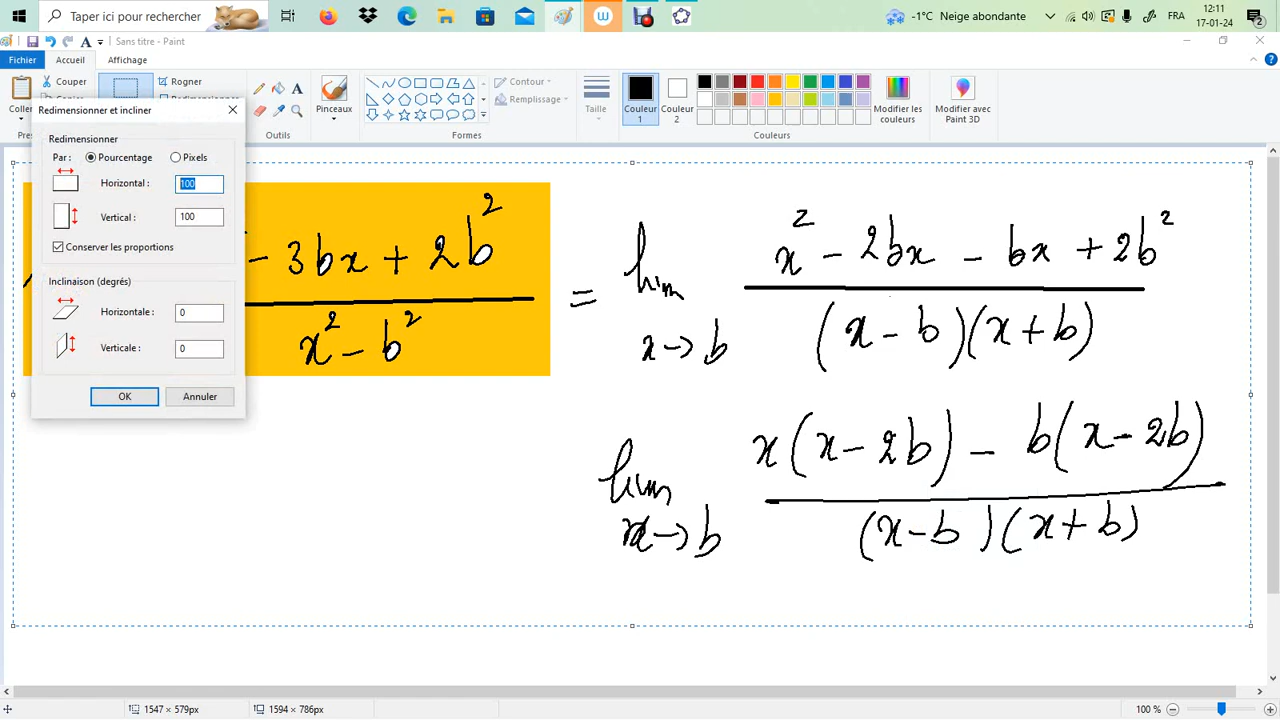 Taper ici pour rechercher
-1°C Neige abondante
FRA
12:11
17-01-24
2
Sans titre - Paint
Fichier Accueil Affichage
Couper
Rogner
Pinceaux
Outils
Formes
Contour
Remplissage
Taille
Couleur 1
Couleur 2
Couleurs
Modifier les couleurs
Modifier avec Paint 3D
Redimensionner et incliner
Redimensionner
Par : Pourcentage Pixels
Horizontal : 100
Vertical : 100
Conserver les proportions
Inclinaison (degrés)
Horizontale : 0
Verticale : 0
OK Annuler
- 3bx + 2b²
x² - b²
= lim x→b
x² - 2bx - bx + 2b²
(x - b)(x + b)
lim x→b
x(x - 2b) - b(x - 2b)
(x - b)(x + b)
1547 × 579px
1594 × 786px
100 %